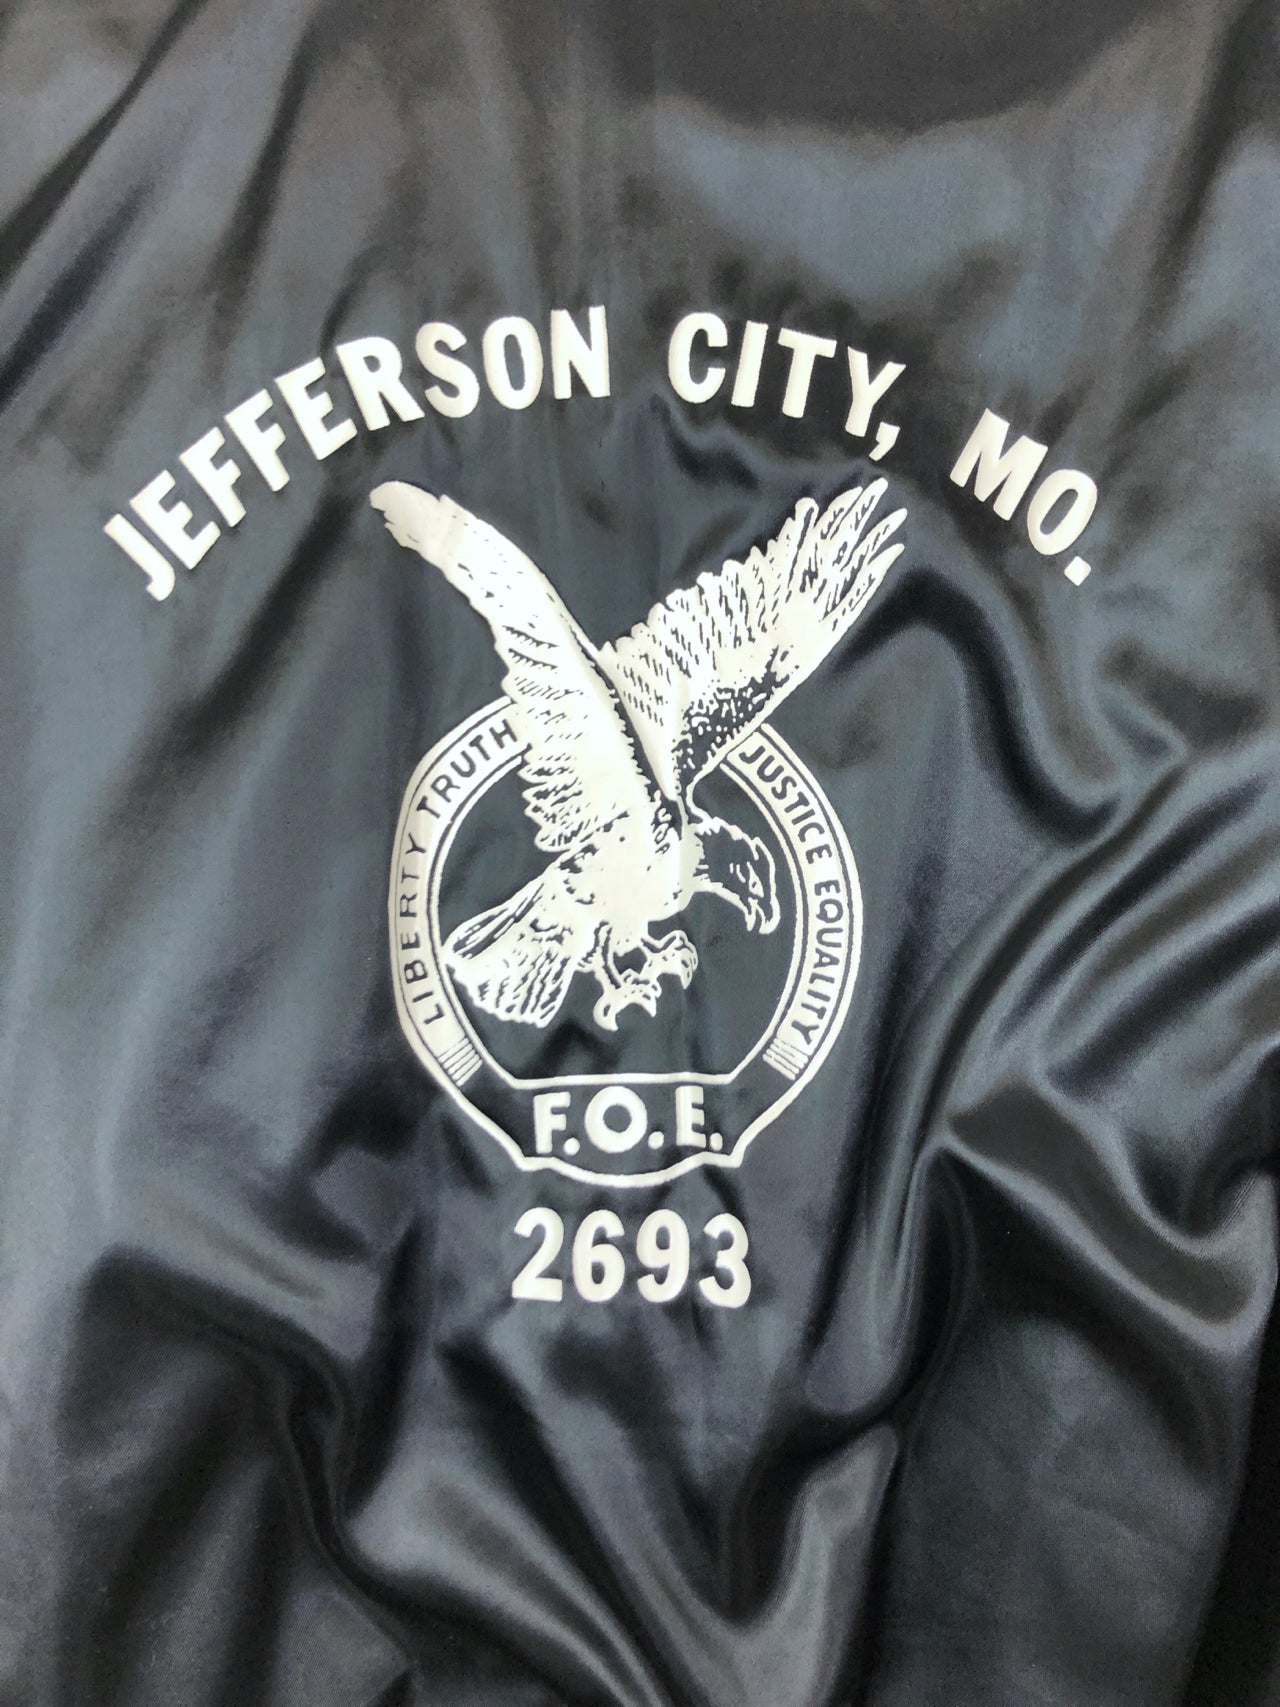 JEFFERSON CITY, MO.
LIBERTY TRUTH
JUSTICE EQUALITY
F.O.E.
2693